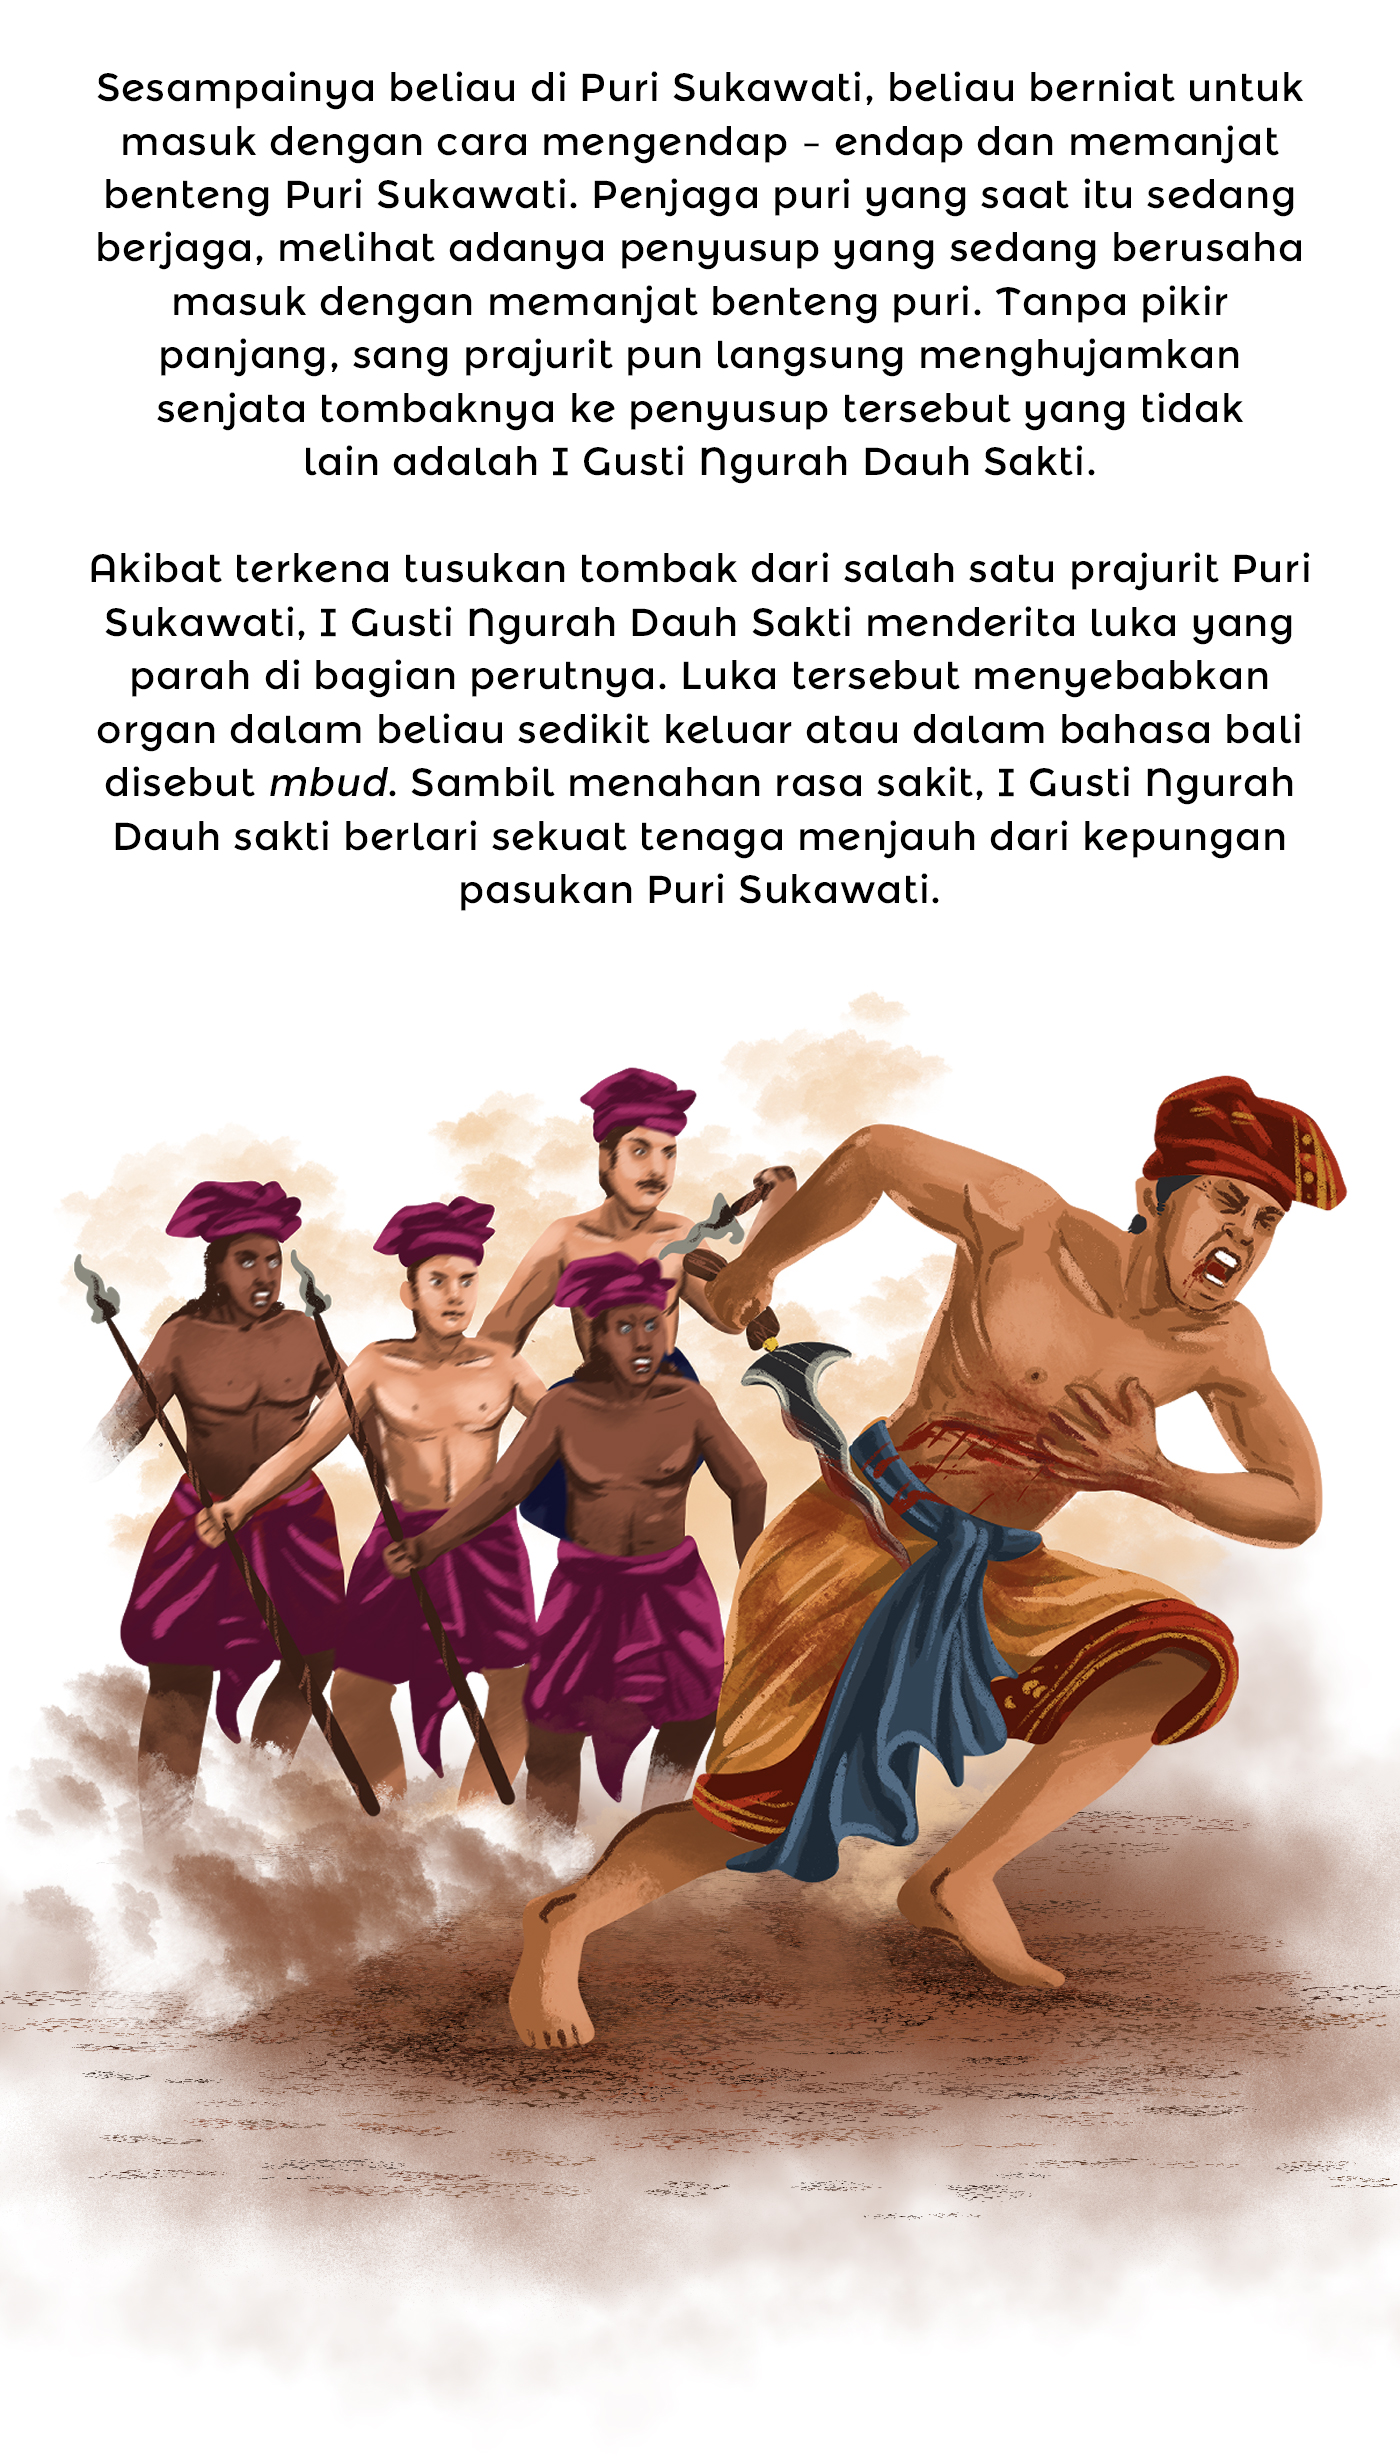 Sesampainya beliau di Puri Sukawati, beliau berniat untuk
masuk dengan cara mengendap - endap dan memanjat
benteng Puri Sukawati. Penjaga puri yang saat itu sedang
berjaga, melihat adanya penyusup yang sedang berusaha
masuk dengan memanjat benteng puri. Tanpa pikir
panjang, sang prajurit pun langsung menghujamkan
senjata tombaknya ke penyusup tersebut yang tidak
lain adalah I Gusti Ngurah Dauh Sakti.
Akibat terkena tusukan tombak dari salah satu prajurit Puri
Sukawati, I Gusti Ngurah Dauh Sakti menderita luka yang
parah di bagian perutnya. Luka tersebut menyebabkan
organ dalam beliau sedikit keluar atau dalam bahasa bali
disebut mbud. Sambil menahan rasa sakit, I Gusti Ngurah
Dauh sakti berlari sekuat tenaga menjauh dari kepungan
pasukan Puri Sukawati.